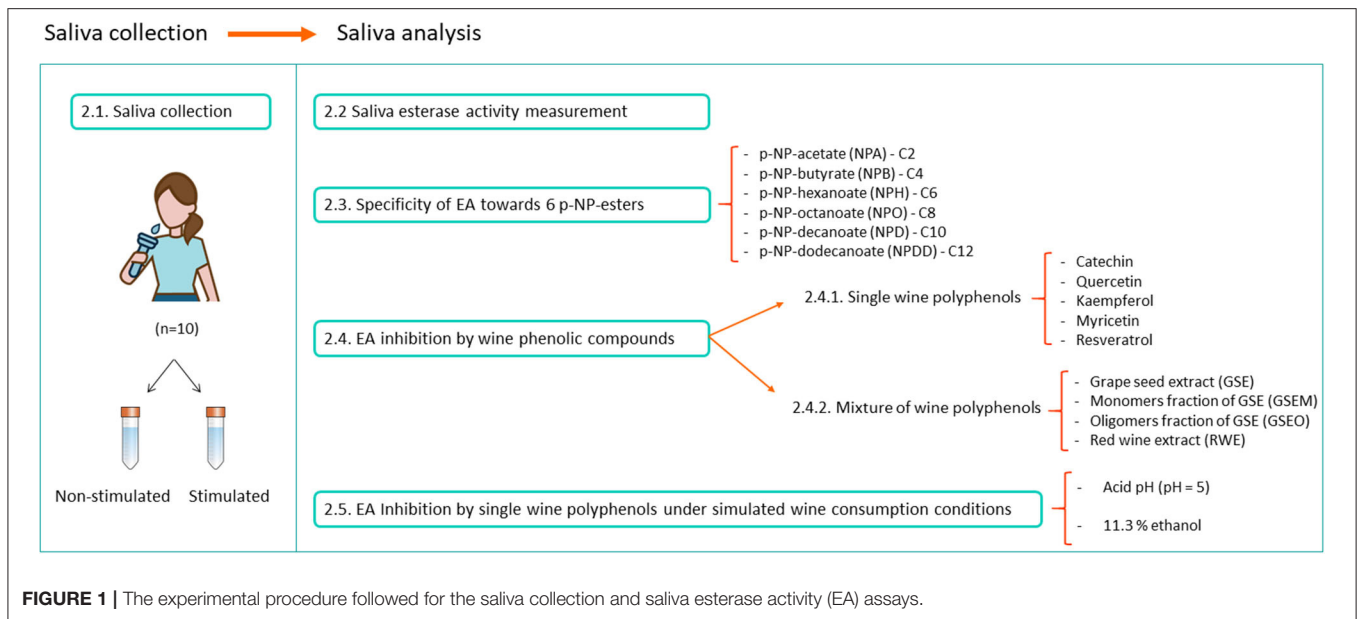 Saliva collection
Saliva analysis
2.1. Saliva collection
(n=10)
Non-stimulated
Stimulated
2.2 Saliva esterase activity measurement
2.3. Specificity of EA towards 6 p-NP-esters
- p-NP-acetate (NPA) - C2
- p-NP-butyrate (NPB) - C4
- p-NP-hexanoate (NPH) - C6
- p-NP-octanoate (NPO) - C8
- p-NP-decanoate (NPD) - C10
- p-NP-dodecanoate (NPDD) - C12
2.4. EA inhibition by wine phenolic compounds
2.4.1. Single wine polyphenols
- Catechin
- Quercetin
- Kaempferol
- Myricetin
- Resveratrol
2.4.2. Mixture of wine polyphenols
- Grape seed extract (GSE)
- Monomers fraction of GSE (GSEM)
- Oligomers fraction of GSE (GSEO)
- Red wine extract (RWE)
2.5. EA Inhibition by single wine polyphenols under simulated wine consumption conditions
- Acid pH (pH = 5)
- 11.3 % ethanol
FIGURE 1 | The experimental procedure followed for the saliva collection and saliva esterase activity (EA) assays.